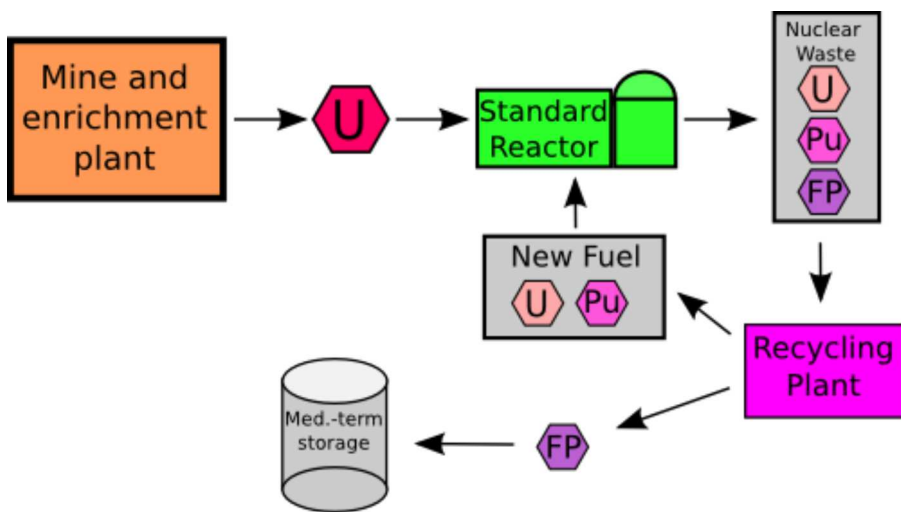 Mine and
enrichment
plant
U
Standard
Reactor
Nuclear
Waste
U
Pu
FP
New Fuel
U Pu
Recycling
Plant
Med.-term
storage
FP